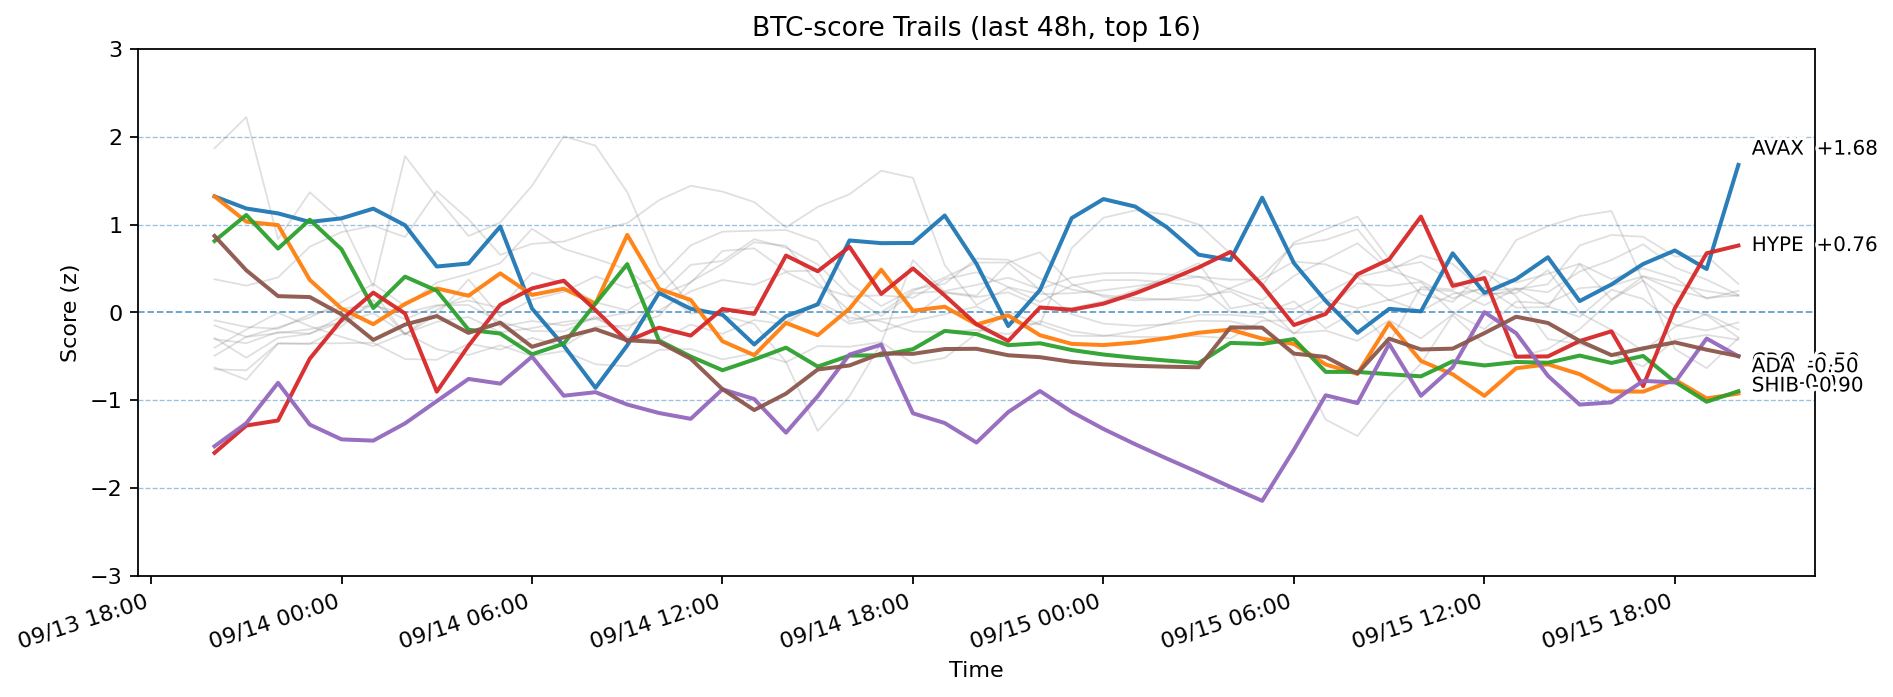 BTC-score Trails (last 48h, top 16)
3
2
1
0
−1
−2
−3
Score (z)
AVAX +1.68
HYPE +0.76
ADA -0.50
SHIB -0.90
09/13 18:00
09/14 00:00
09/14 06:00
09/14 12:00
09/14 18:00
09/15 00:00
09/15 06:00
09/15 12:00
09/15 18:00
Time